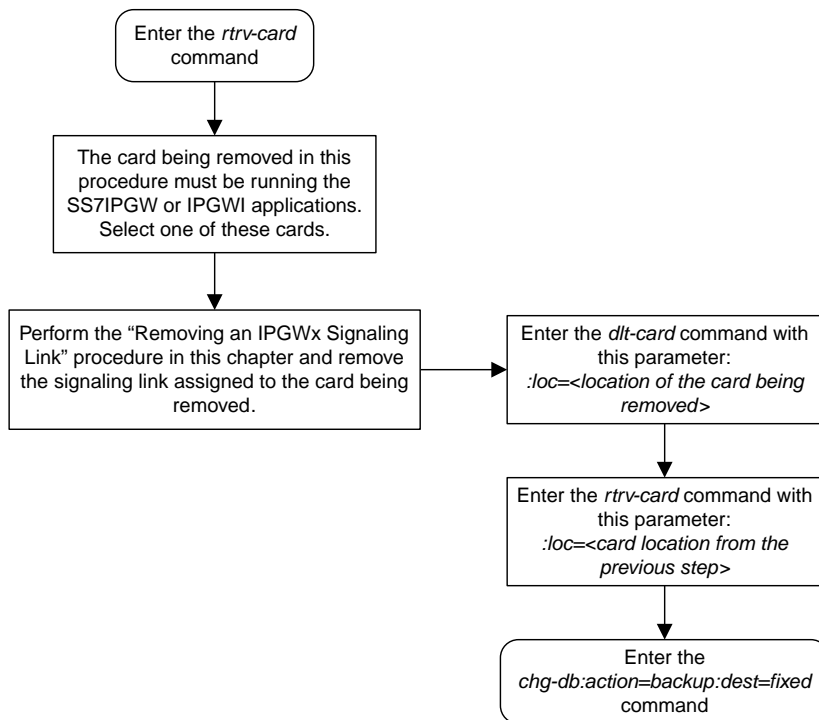 Enter the rtrv-card
command
The card being removed in this
procedure must be running the
SS7IPGW or IPGWI applications.
Select one of these cards.
Perform the “Removing an IPGWx Signaling
Link” procedure in this chapter and remove
the signaling link assigned to the card being
removed.
Enter the dlt-card command with
this parameter:
:loc=<location of the card being
removed>
Enter the rtrv-card command with
this parameter:
:loc=<card location from the
previous step>
Enter the
chg-db:action=backup:dest=fixed
command